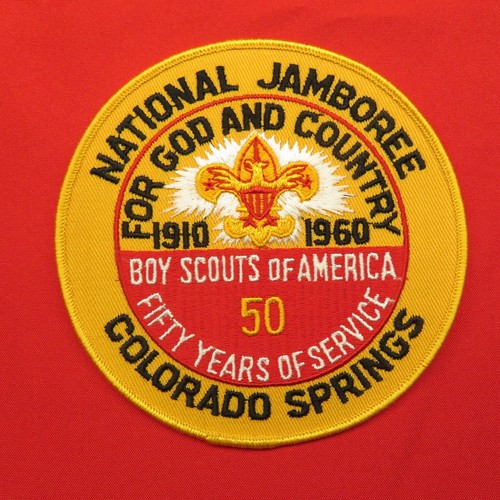 NATIONAL JAMBOREE
FOR GOD AND COUNTRY
1910 1960
BOY SCOUTS OF AMERICA
50
FIFTY YEARS OF SERVICE
COLORADO SPRINGS